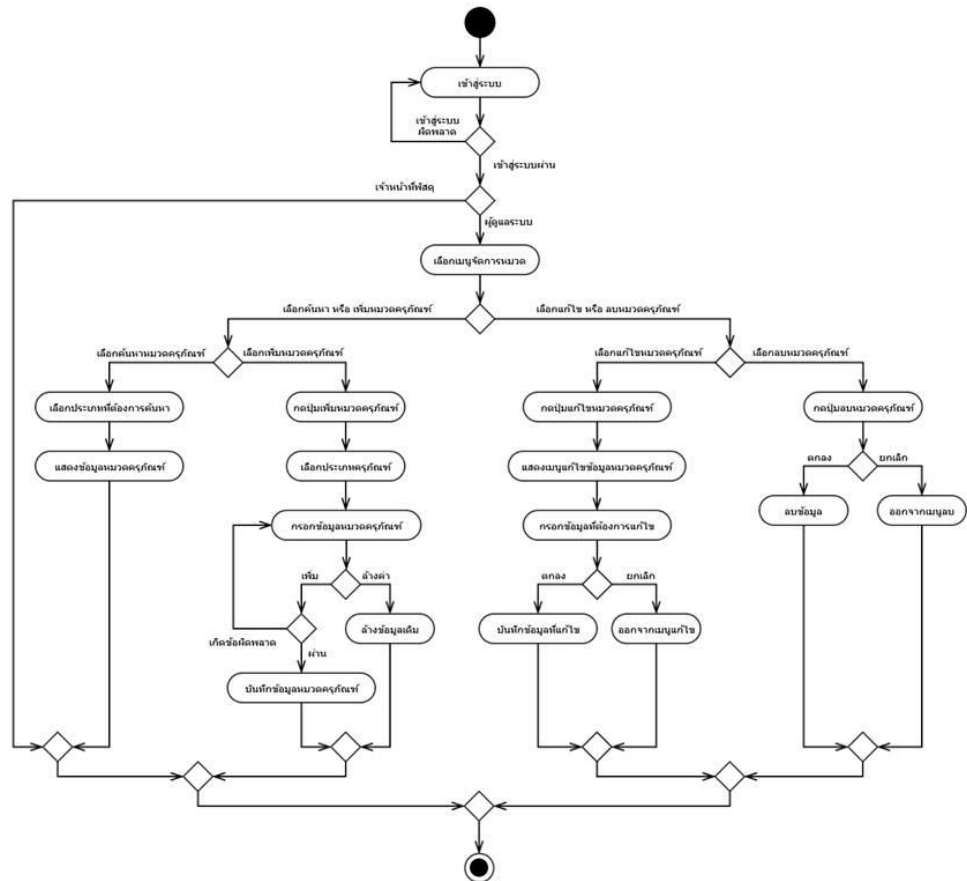 เข้าสู่ระบบ
เข้าสู่ระบบ
ผิดพลาด
เข้าสู่ระบบผ่าน
เจ้าหน้าที่พัสดุ
ผู้ดูแลระบบ
เลือกเมนูจัดการหมวด
เลือกค้นหา หรือ เพิ่มหมวดครุภัณฑ์
เลือกแก้ไข หรือ ลบหมวดครุภัณฑ์
เลือกค้นหาหมวดครุภัณฑ์
เลือกเพิ่มหมวดครุภัณฑ์
เลือกแก้ไขหมวดครุภัณฑ์
เลือกลบหมวดครุภัณฑ์
เลือกประเภทที่ต้องการค้นหา
กดปุ่มเพิ่มหมวดครุภัณฑ์
กดปุ่มแก้ไขหมวดครุภัณฑ์
กดปุ่มลบหมวดครุภัณฑ์
แสดงข้อมูลหมวดครุภัณฑ์
เลือกประเภทครุภัณฑ์
แสดงเมนูแก้ไขข้อมูลหมวดครุภัณฑ์
ตกลง
ยกเลิก
กรอกข้อมูลหมวดครุภัณฑ์
กรอกข้อมูลที่ต้องการแก้ไข
ลบข้อมูล
ออกจากเมนูลบ
เพิ่ม
ล้างค่า
ตกลง
ยกเลิก
เกิดข้อผิดพลาด
ล้างข้อมูลเดิม
บันทึกข้อมูลที่แก้ไข
ออกจากเมนูแก้ไข
ผ่าน
บันทึกข้อมูลหมวดครุภัณฑ์